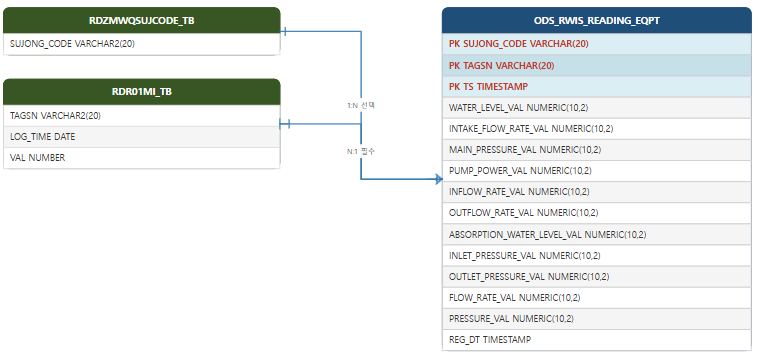 RDZMWQSUJCODE_TB
SUJONG_CODE VARCHAR2(20)
RDR01MI_TB
TAGSN VARCHAR2(20)
LOG_TIME DATE
VAL NUMBER
1:N 선택
N:1 필수
ODS_RWIS_READING_EQPT
PK SUJONG_CODE VARCHAR(20)
PK TAGSN VARCHAR(20)
PK TS TIMESTAMP
WATER_LEVEL_VAL NUMERIC(10,2)
INTAKE_FLOW_RATE_VAL NUMERIC(10,2)
MAIN_PRESSURE_VAL NUMERIC(10,2)
PUMP_POWER_VAL NUMERIC(10,2)
INFLOW_RATE_VAL NUMERIC(10,2)
OUTFLOW_RATE_VAL NUMERIC(10,2)
ABSORPTION_WATER_LEVEL_VAL NUMERIC(10,2)
INLET_PRESSURE_VAL NUMERIC(10,2)
OUTLET_PRESSURE_VAL NUMERIC(10,2)
FLOW_RATE_VAL NUMERIC(10,2)
PRESSURE_VAL NUMERIC(10,2)
REG_DT TIMESTAMP